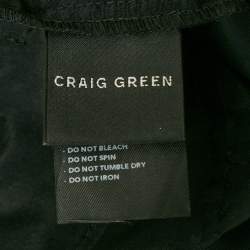 CRAIG GREEN
- DO NOT BLEACH
- DO NOT SPIN
- DO NOT TUMBLE DRY
- DO NOT IRON